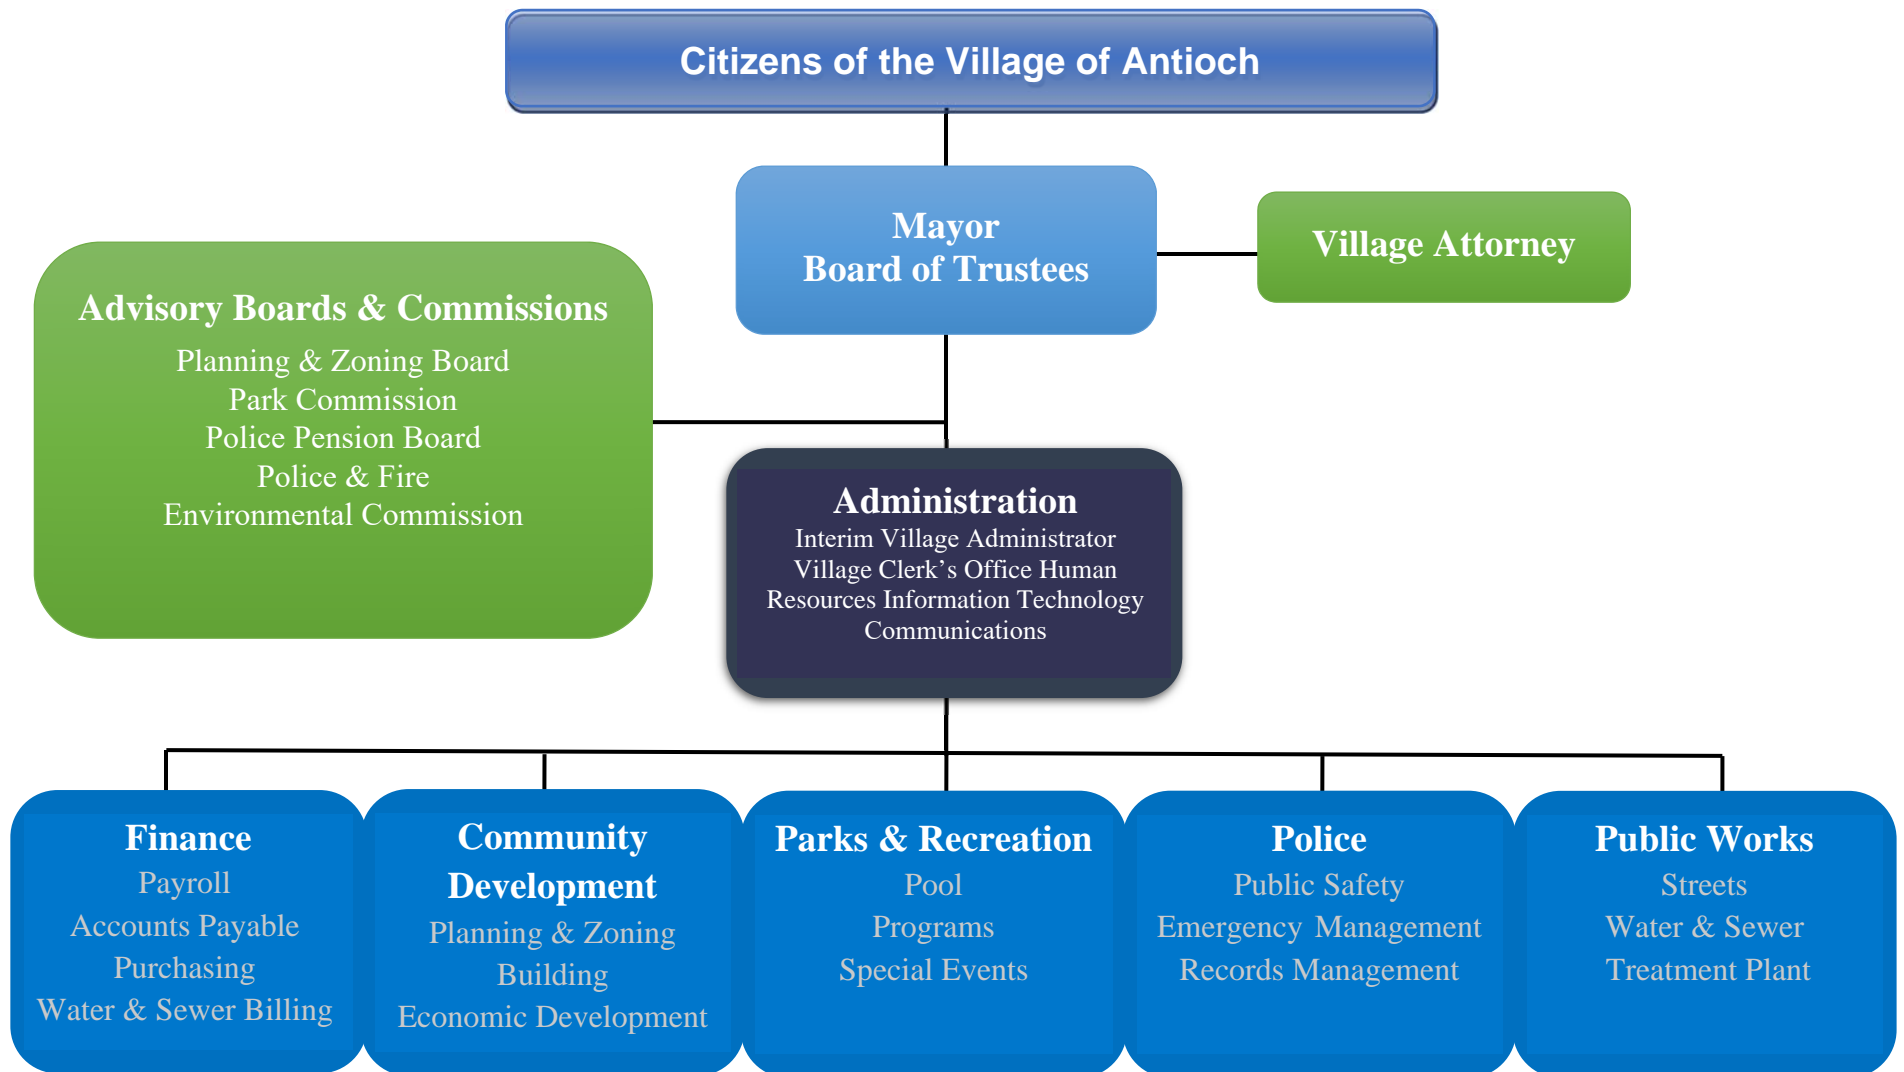 Citizens of the Village of Antioch
Mayor
Board of Trustees
Village Attorney
Advisory Boards & Commissions
Planning & Zoning Board
Park Commission
Police Pension Board
Police & Fire
Environmental Commission
Administration
Interim Village Administrator
Village Clerk’s Office Human
Resources Information Technology
Communications
Finance
Payroll
Accounts Payable
Purchasing
Water & Sewer Billing
Community
Development
Planning & Zoning
Building
Economic Development
Parks & Recreation
Pool
Programs
Special Events
Police
Public Safety
Emergency Management
Records Management
Public Works
Streets
Water & Sewer
Treatment Plant